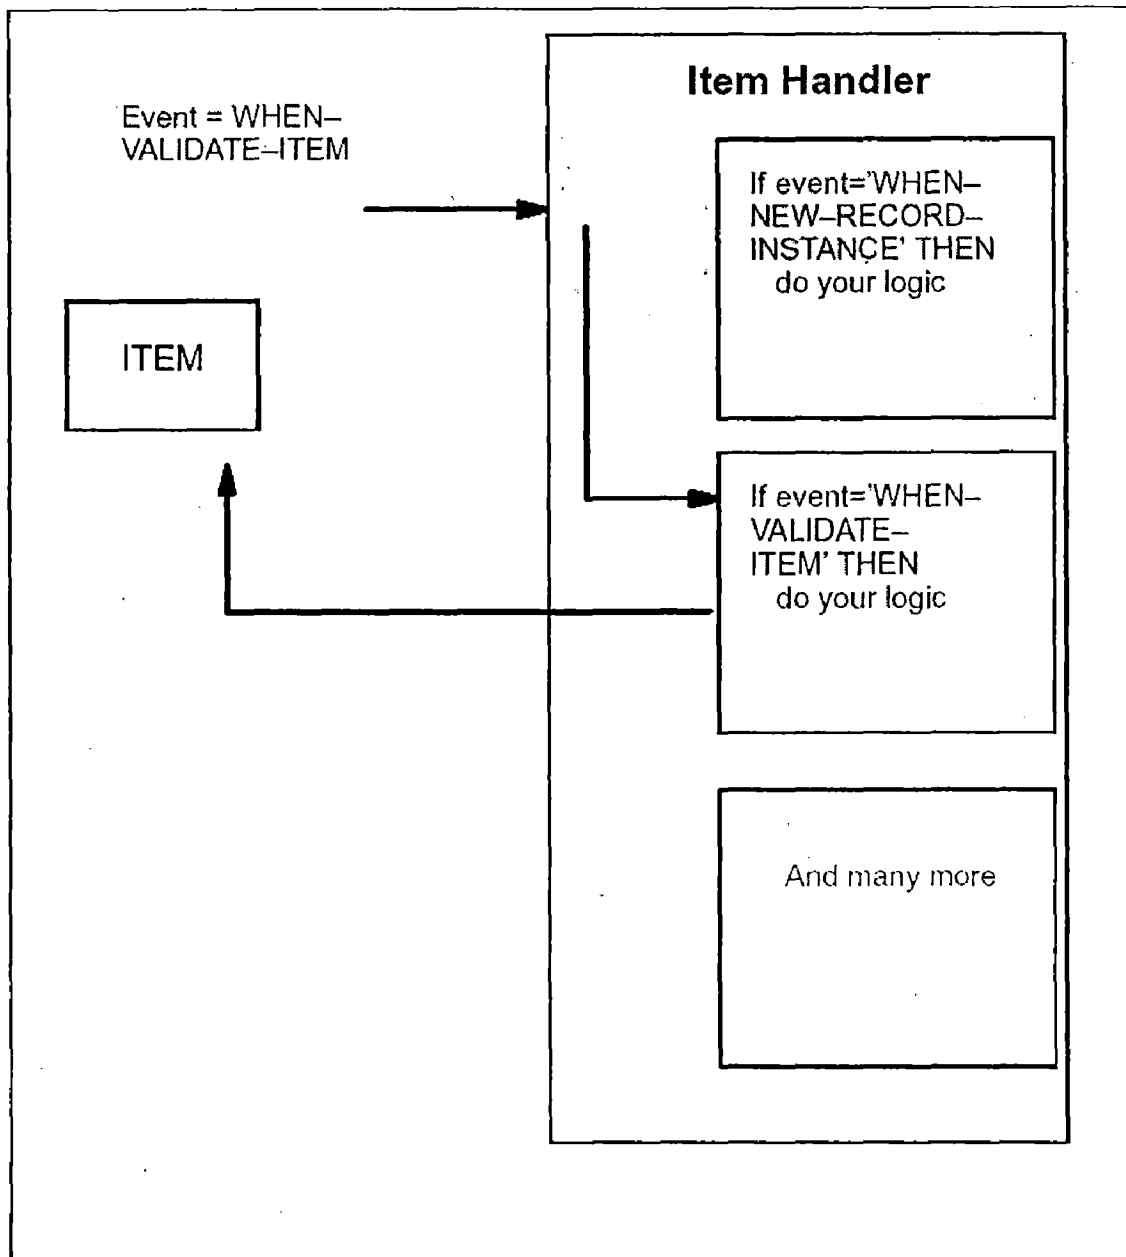 Item Handler
Event = WHEN–
VALIDATE–ITEM
ITEM
If event='WHEN–
NEW–RECORD–
INSTANCE' THEN
do your logic
If event='WHEN–
VALIDATE–
ITEM' THEN
do your logic
And many more